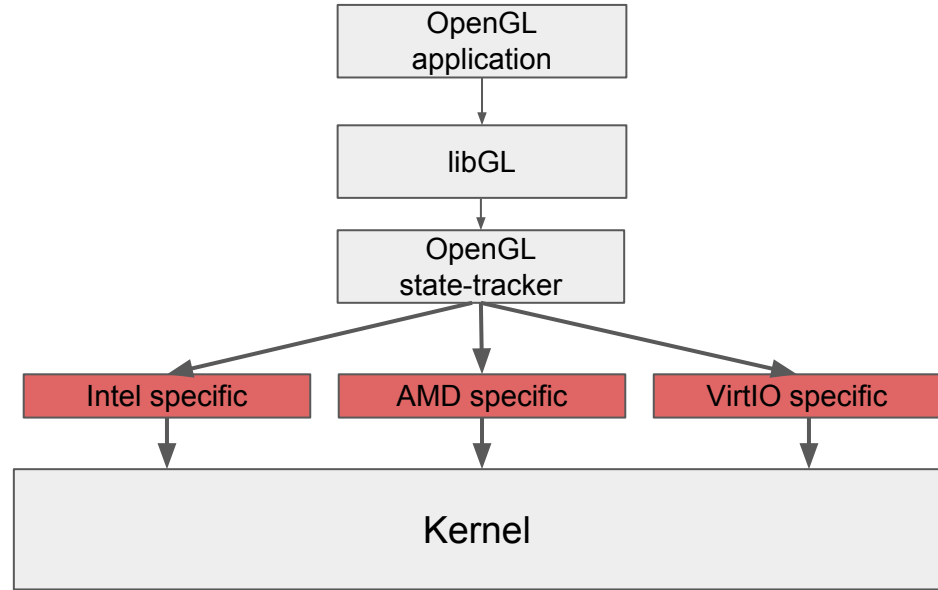 OpenGL
application
libGL
OpenGL
state-tracker
Intel specific
AMD specific
VirtIO specific
Kernel